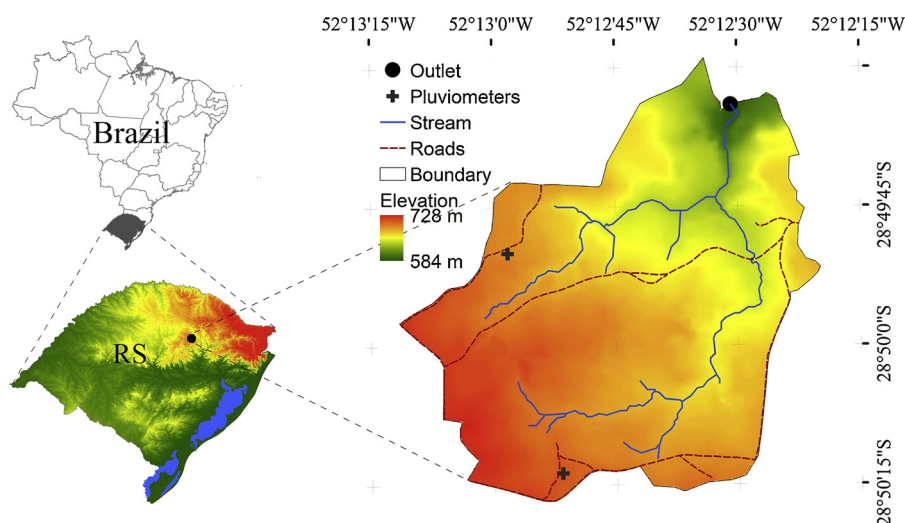 52°13'15"W 52°13'0"W 52°12'45"W 52°12'30"W 52°12'15"W
Brazil
RS
Outlet
Pluviometers
Stream
Roads
Boundary
Elevation
728 m
584 m
28°49'45"S
28°50'0"S
28°50'15"S